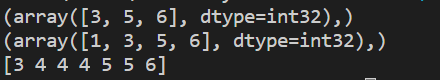 (array([3, 5, 6], dtype=int32),)
(array([1, 3, 5, 6], dtype=int32),)
[3 4 4 4 5 5 6]